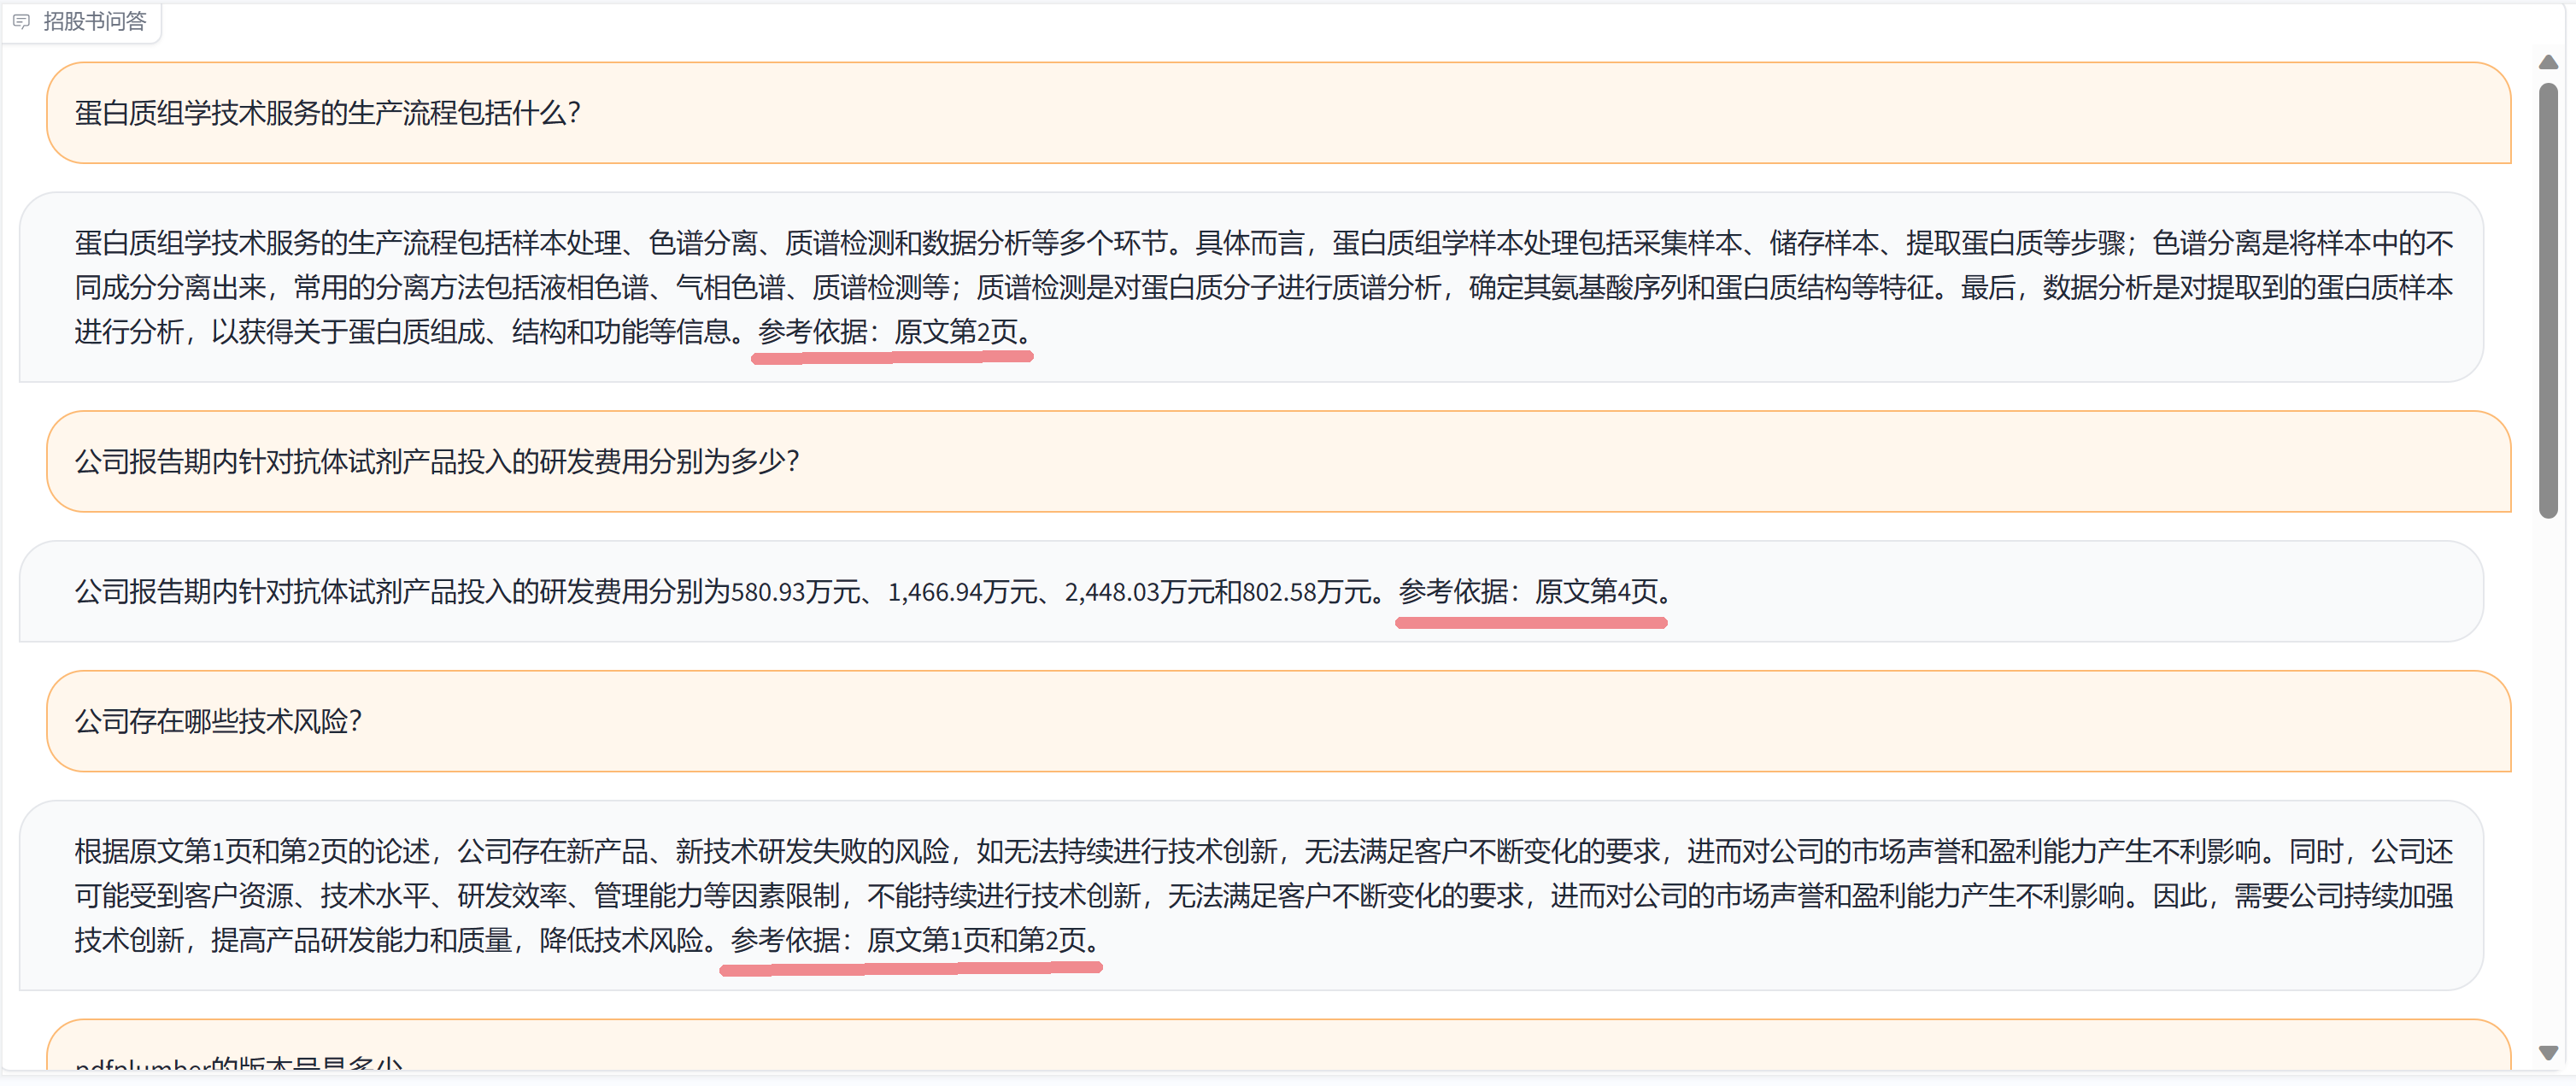 招股书问答
蛋白质组学技术服务的生产流程包括什么？
蛋白质组学技术服务的生产流程包括样本处理、色谱分离、质谱检测和数据分析等多个环节。具体而言，蛋白质组学样本处理包括采集样本、储存样本、提取蛋白质等步骤；色谱分离是将样本中的不
同成分分离出来，常用的分离方法包括液相色谱、气相色谱、质谱检测等；质谱检测是对蛋白质分子进行质谱分析，确定其氨基酸序列和蛋白质结构等特征。最后，数据分析是对提取到的蛋白质样本
进行分析，以获得关于蛋白质组成、结构和功能等信息。参考依据：原文第2页。
公司报告期内针对抗体试剂产品投入的研发费用分别为多少？
公司报告期内针对抗体试剂产品投入的研发费用分别为580.93万元、1,466.94万元、2,448.03万元和802.58万元。参考依据：原文第4页。
公司存在哪些技术风险？
根据原文第1页和第2页的论述，公司存在新产品、新技术研发失败的风险，如无法持续进行技术创新，无法满足客户不断变化的要求，进而对公司的市场声誉和盈利能力产生不利影响。同时，公司还
可能受到客户资源、技术水平、研发效率、管理能力等因素限制，不能持续进行技术创新，无法满足客户不断变化的要求，进而对公司的市场声誉和盈利能力产生不利影响。因此，需要公司持续加强
技术创新，提高产品研发能力和质量，降低技术风险。参考依据：原文第1页和第2页。
pdfplumber的版本号是多少